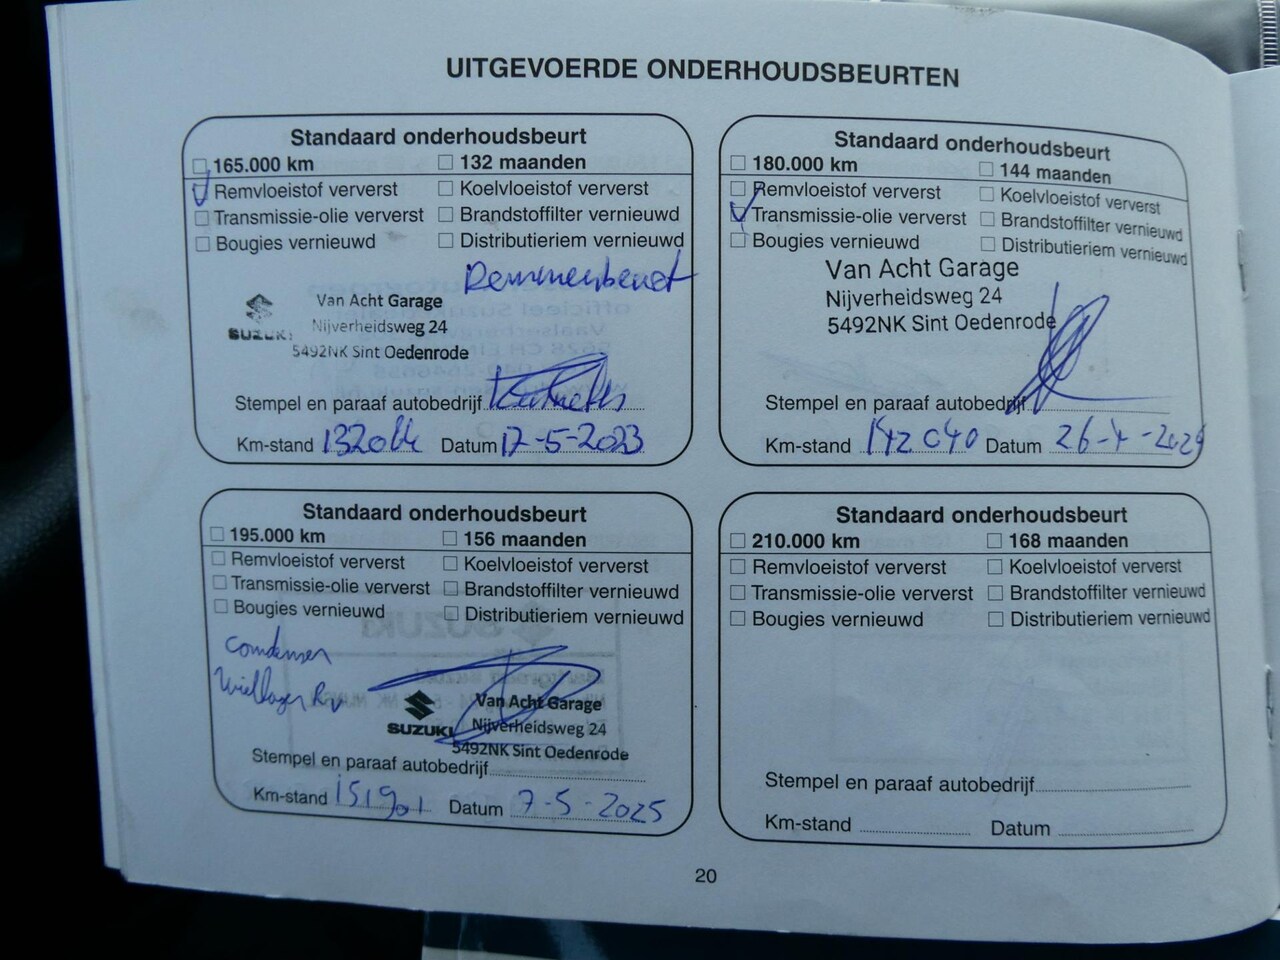 UITGEVOERDE ONDERHOUDSBEURTEN
Standaard onderhoudsbeurt
165.000 km 132 maanden
Remvloeistof ververst Koelvloeistof ververst
Transmissie-olie ververst Brandstoffilter vernieuwd
Bougies vernieuwd Distributieriem vernieuwd
Remmenbeurt
SUZUKI
Van Acht Garage
Nijverheidsweg 24
5492NK Sint Oedenrode
Stempel en paraaf autobedrijf
Km-stand Datum 17-5-2023
Standaard onderhoudsbeurt
180.000 km 144 maanden
Remvloeistof ververst Koelvloeistof ververst
Transmissie-olie ververst Brandstoffilter vernieuwd
Bougies vernieuwd Distributieriem vernieuwd
Van Acht Garage
Nijverheidsweg 24
5492NK Sint Oedenrode
Stempel en paraaf autobedrijf
Km-stand 142040 Datum 26-4-2024
Standaard onderhoudsbeurt
195.000 km 156 maanden
Remvloeistof ververst Koelvloeistof ververst
Transmissie-olie ververst Brandstoffilter vernieuwd
Bougies vernieuwd Distributieriem vernieuwd
Condensor
Wiellager RV
SUZUKI
Van Acht Garage
Nijverheidsweg 24
5492NK Sint Oedenrode
Stempel en paraaf autobedrijf
Km-stand 151901 Datum 7-5-2025
Standaard onderhoudsbeurt
210.000 km 168 maanden
Remvloeistof ververst Koelvloeistof ververst
Transmissie-olie ververst Brandstoffilter vernieuwd
Bougies vernieuwd Distributieriem vernieuwd
Stempel en paraaf autobedrijf
Km-stand Datum
20